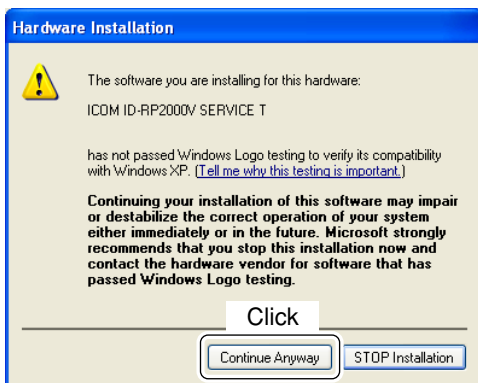 Hardware Installation
The software you are installing for this hardware:
ICOM ID-RP2000V SERVICE T
has not passed Windows Logo testing to verify its compatibility
with Windows XP. (Tell me why this testing is important.)
Continuing your installation of this software may impair
or destabilize the correct operation of your system
either immediately or in the future. Microsoft strongly
recommends that you stop this installation now and
contact the hardware vendor for software that has
passed Windows Logo testing.
Click
Continue Anyway STOP Installation